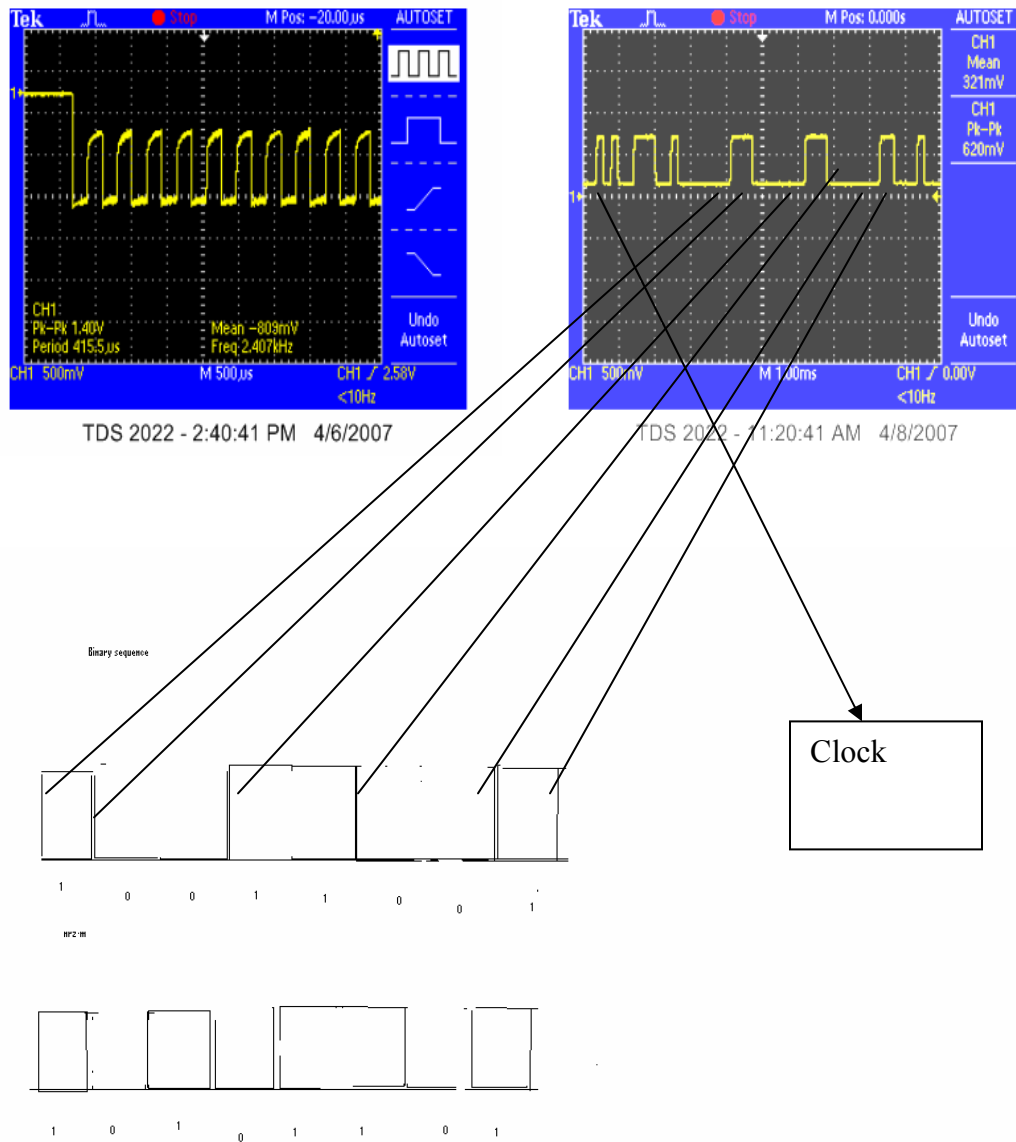 Tek Stop M Pos: -20.00µs AUTOSET
1
CH1
Pk-Pk 1.40V Mean -809mV
Period 415.5µs Freq 2.407kHz
Undo
Autoset
CH1 500mV M 500µs CH1 2.58V
<10Hz
TDS 2022 - 2:40:41 PM 4/6/2007
Tek Stop M Pos: 0.000s AUTOSET
CH1
Mean
321mV
CH1
Pk-Pk
620mV
1
Undo
Autoset
CH1 500mV M 1.00ms CH1 0.00V
<10Hz
TDS 2022 - 11:20:41 AM 4/8/2007
Binary sequence
Clock
1 0 0 1 1 0 0 1
1 0 1 0 1 1 0 1